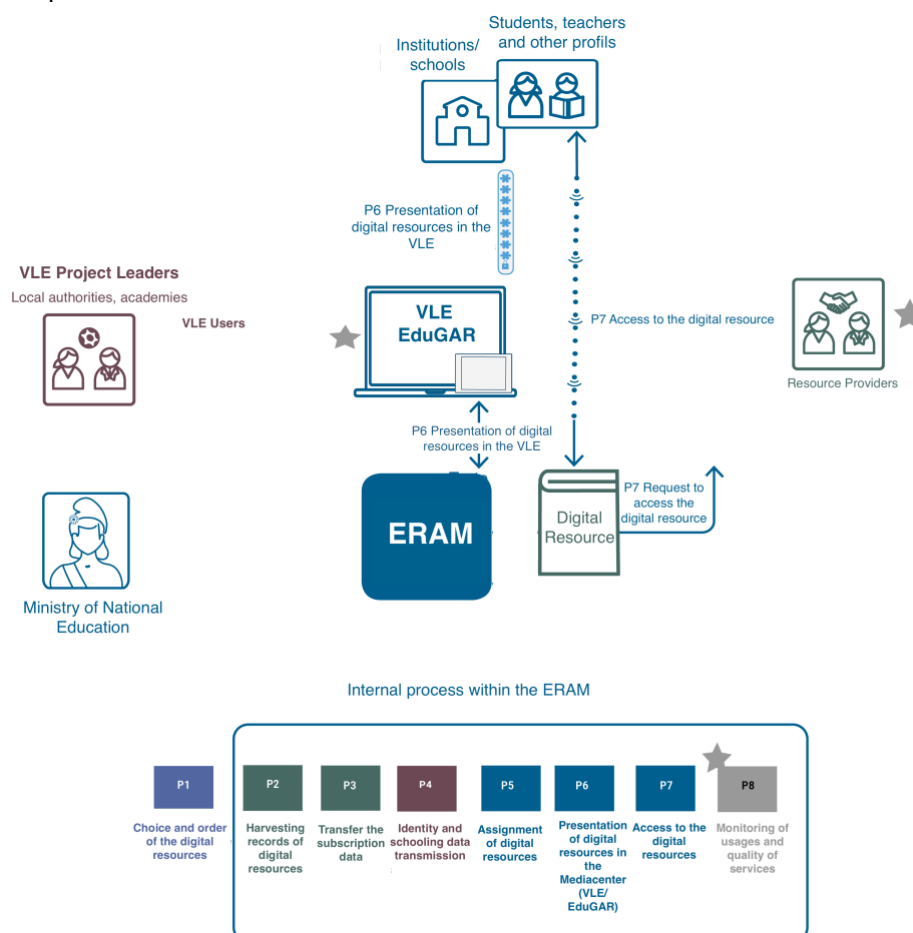 Students, teachers
and other profils
Institutions/
schools
P6 Presentation of
digital resources in the
VLE
VLE Project Leaders
Local authorities, academies
VLE Users
VLE
EduGAR
P7 Access to the digital resource
Resource Providers
P6 Presentation of digital
resources in the VLE
ERAM
Digital
Resource
P7 Request to
access the
digital resource
Ministry of National
Education
Internal process within the ERAM
P1
P2
P3
P4
P5
P6
P7
P8
Choice and order
of the digital
resources
Harvesting
records of
digital
resources
Transfer the
subscription
data
Identity and
schooling data
transmission
Assignment
of digital
resources
Presentation
of digital
resources in
the
Mediacenter
(VLE/
EduGAR)
Access to the
digital
resources
Monitoring of
usages and
quality of
services